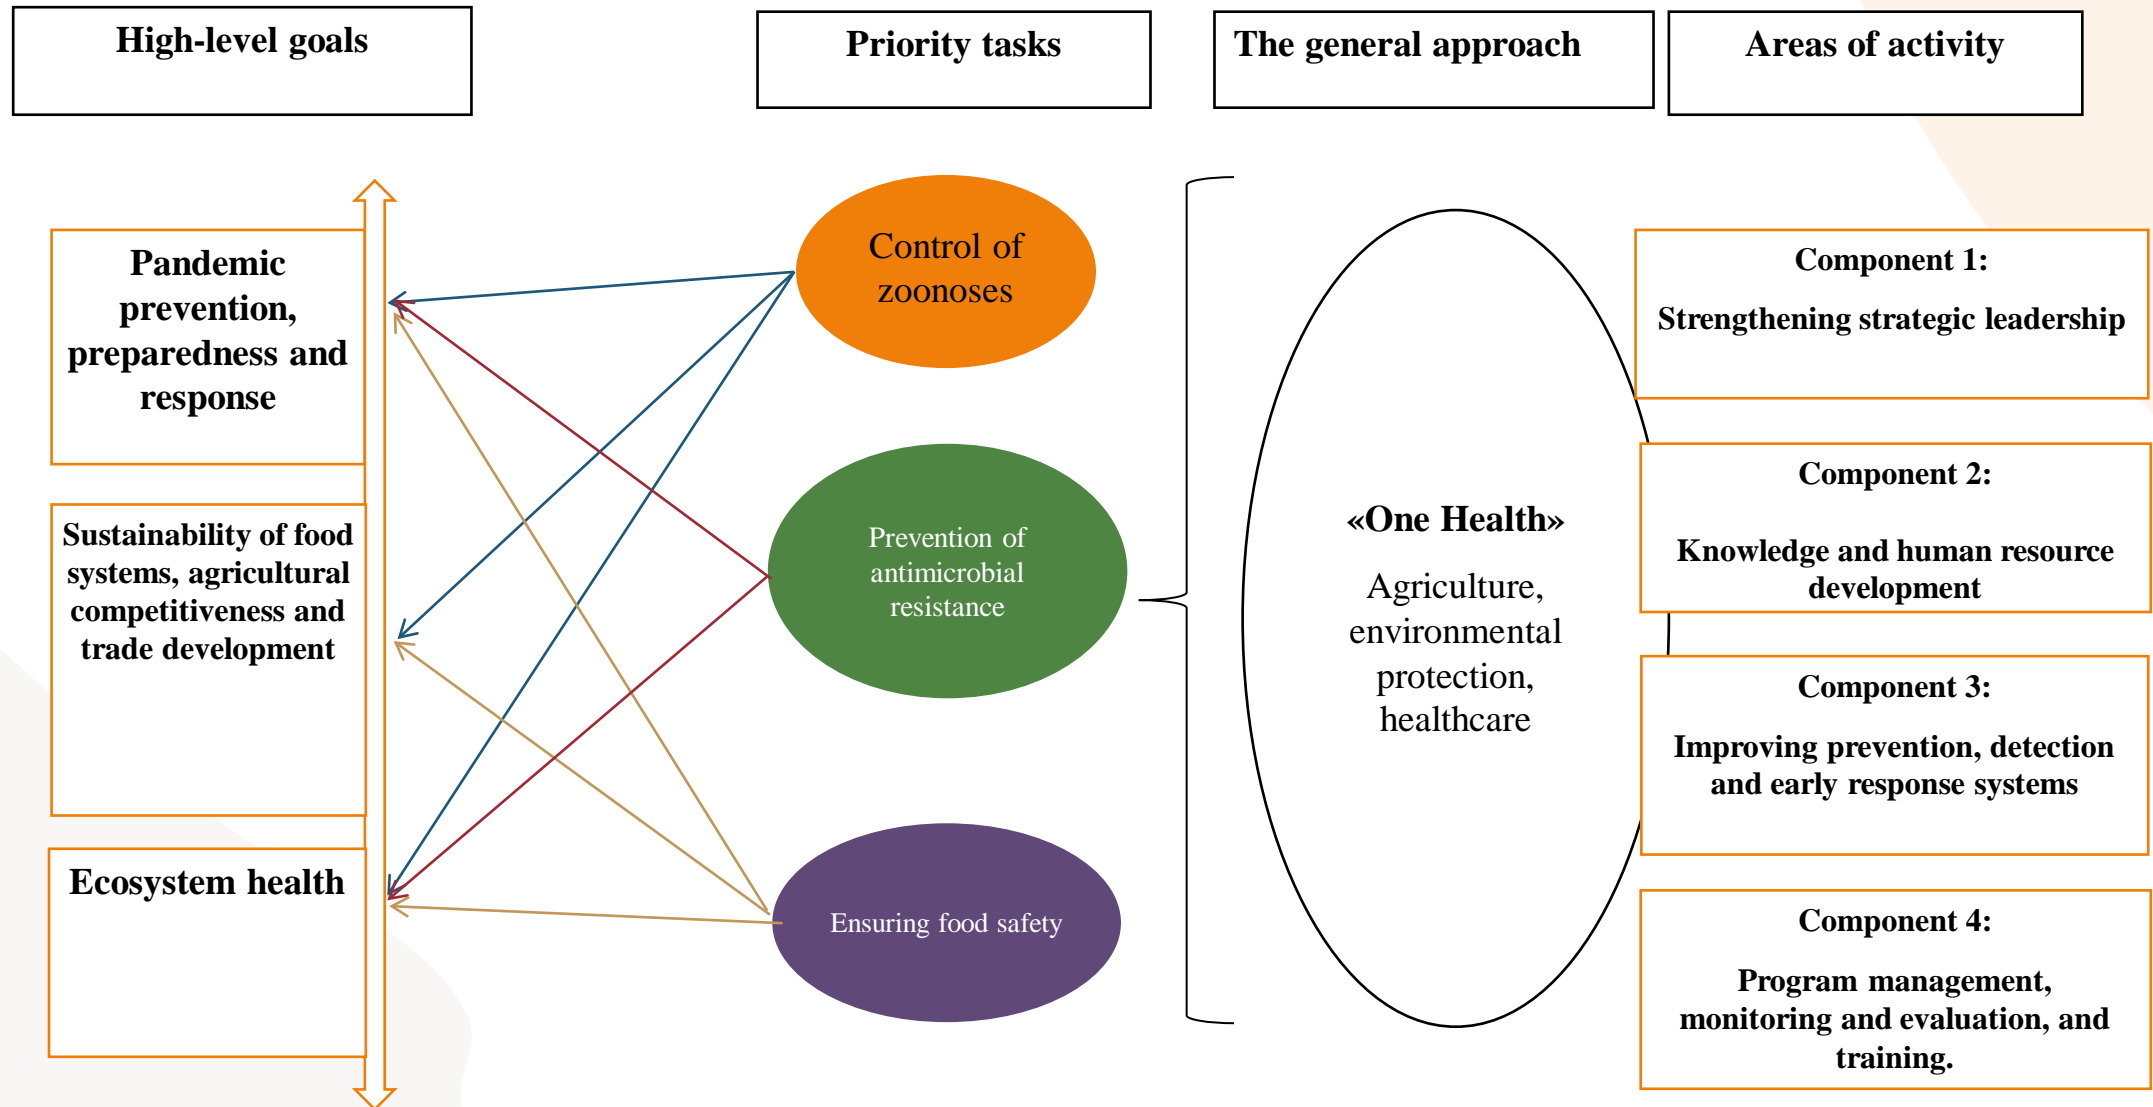 High-level goals
Priority tasks
The general approach
Areas of activity
Pandemic
prevention,
preparedness and
response
Sustainability of food
systems, agricultural
competitiveness and
trade development
Ecosystem health
Control of
zoonoses
Prevention of
antimicrobial
resistance
Ensuring food safety
«One Health»
Agriculture,
environmental
protection,
healthcare
Component 1:
Strengthening strategic leadership
Component 2:
Knowledge and human resource
development
Component 3:
Improving prevention, detection
and early response systems
Component 4:
Program management,
monitoring and evaluation, and
training.